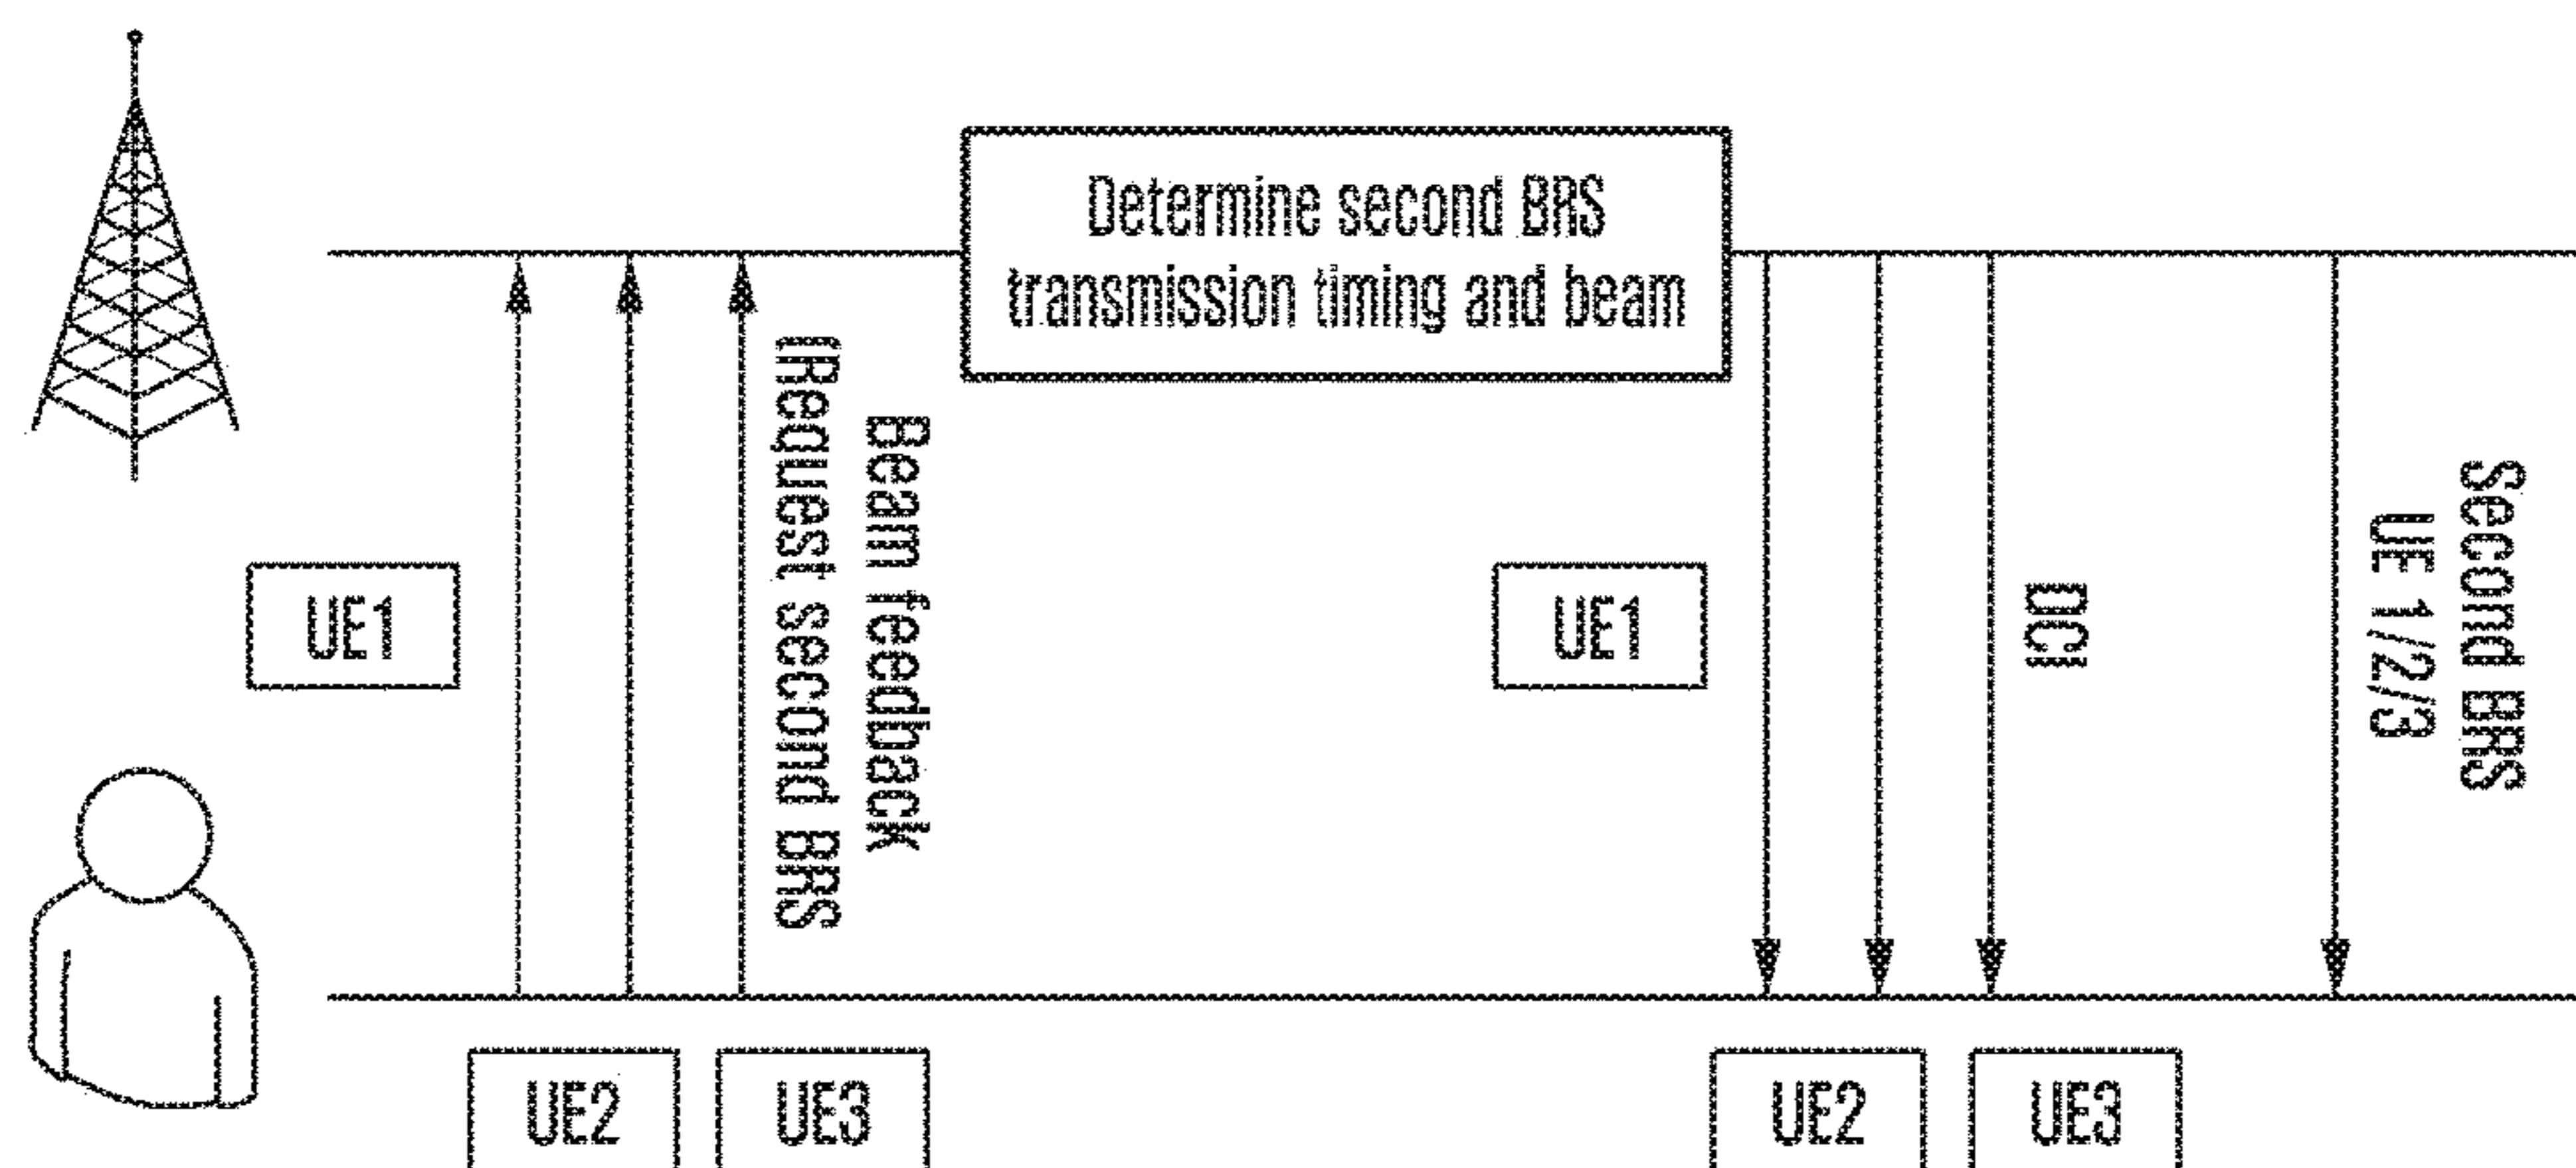 Determine second BRS
transmission timing and beam
UE1
Beam feedback
(Request second BRS
UE1
DCI
Second BRS
UE 1/2/3
UE2
UE3
UE2
UE3